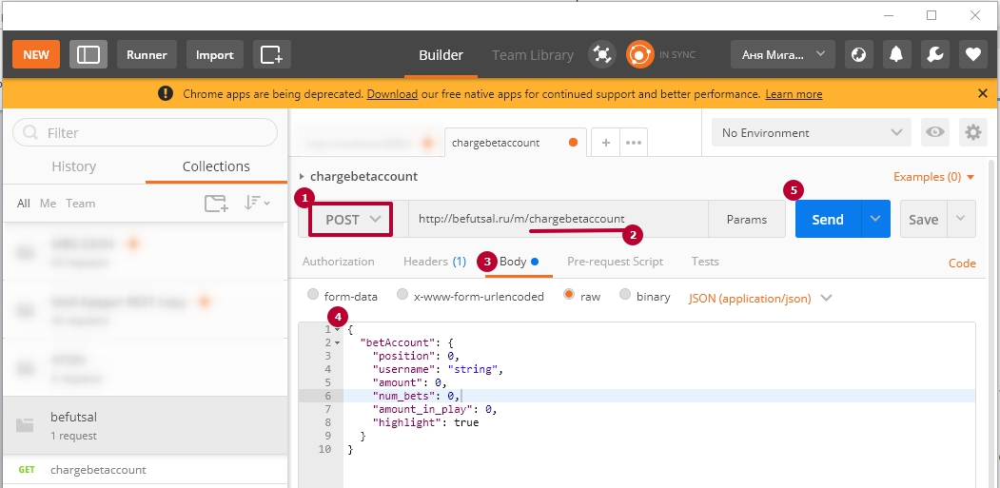 NEW Runner Import Builder Team Library IN SYNC Аня Мига...
Chrome apps are being deprecated. Download our free native apps for continued support and better performance. Learn more
Filter
History Collections
All Me Team
befutsal
1 request
GET chargebetaccount
chargebetaccount + ••• No Environment
chargebetaccount Examples (0)
1 5
POST http://befutsal.ru/m/chargebetaccount Params Send Save
2
Authorization Headers (1) 3 Body Pre-request Script Tests Code
form-data x-www-form-urlencoded raw binary JSON (application/json)
4
1 {
2 "betAccount": {
3 "position": 0,
4 "username": "string",
5 "amount": 0,
6 "num_bets": 0,
7 "amount_in_play": 0,
8 "highlight": true
9 }
10 }